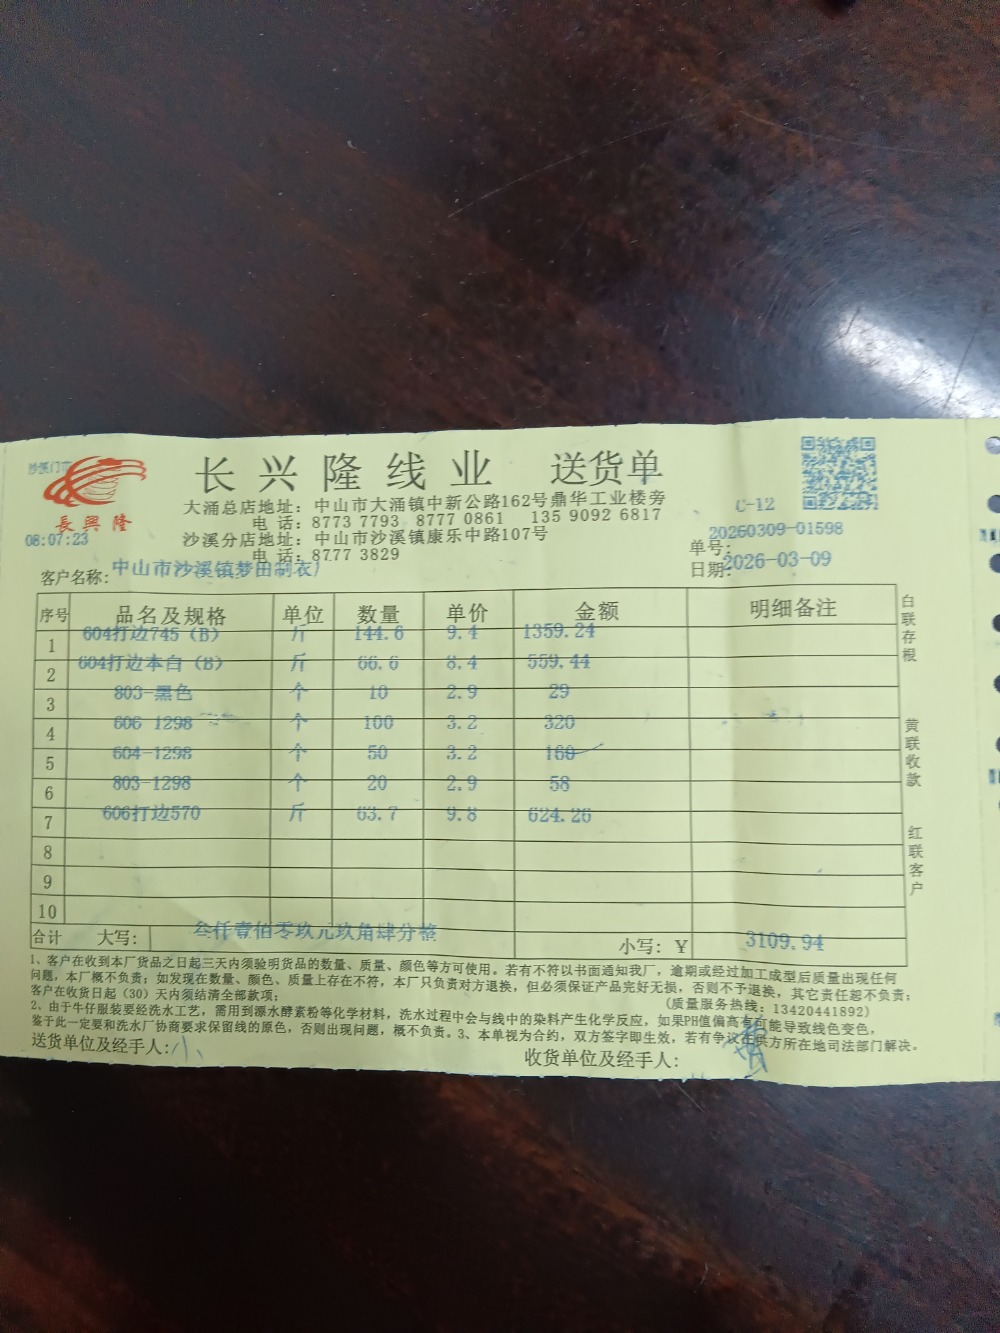 沙溪门市
長興隆
08:07:23
长兴隆线业 送货单
大涌总店地址：中山市大涌镇中新公路162号鼎华工业楼旁
电话：8773 7793 8777 0861 135 9092 6817
沙溪分店地址：中山市沙溪镇康乐中路107号
电话：8777 3829
C-12
单号：20260309-01598
日期：2026-03-09
客户名称：中山市沙溪镇梦田制衣厂
序号 品名及规格 单位 数量 单价 金额 明细备注
1 604打边745（B） 斤 144.6 9.4 1359.24
2 604打边本白（B） 斤 66.6 8.4 559.44
3 803-黑色 个 10 2.9 29
4 606-1298 个 100 3.2 320
5 604-1298 个 50 3.2 160
6 803-1298 个 20 2.9 58
7 606打边570 斤 63.7 9.8 624.26
8
9
10
合计 大写：叁仟壹佰零玖元玖角肆分整 小写：￥3109.94
白联存根
黄联收款
红联客户
1、客户在收到本厂货品之日起三天内须验明货品的数量、质量、颜色等方可使用。若有不符以书面通知我厂，逾期或经过加工成型后质量出现任何
问题，本厂概不负责；如发现在数量、颜色、质量上存在不符，本厂只负责对方退换，但必须保证产品完好无损，否则不予退换，其它责任恕不负责；
客户在收货日起（30）天内须结清全部款项； （质量服务热线：13420441892）
2、由于牛仔服装要经洗水工艺，需用到漂水酵素粉等化学材料，洗水过程中会与线中的染料产生化学反应，如果PH值偏高有可能导致线色变色，
鉴于此一定要和洗水厂协商要求保留线的原色，否则出现问题，概不负责。3、本单视为合约，双方签字即生效，若有争议在供方所在地司法部门解决。
送货单位及经手人： 收货单位及经手人：